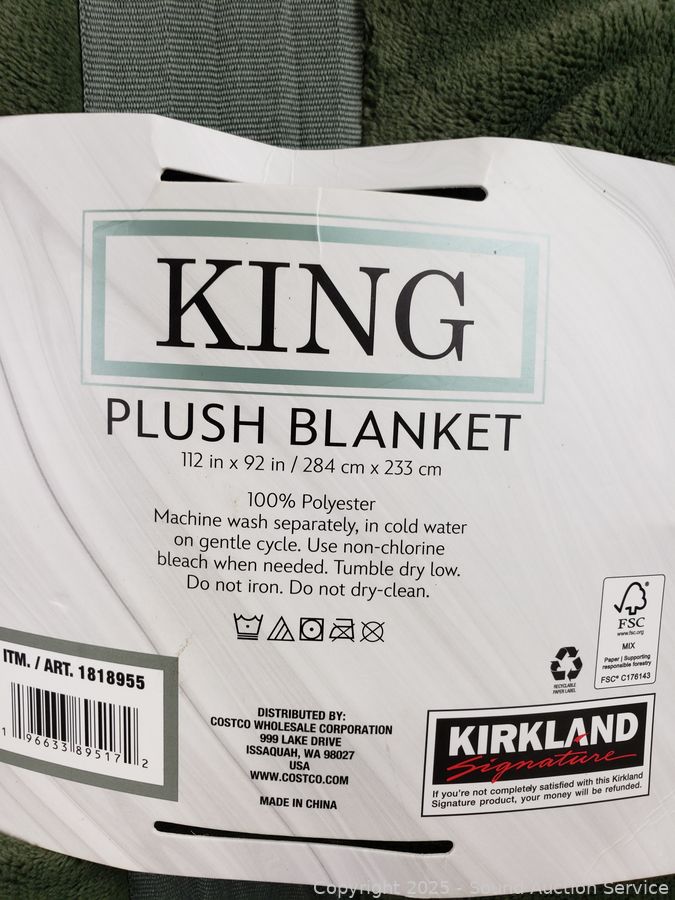 KING
PLUSH BLANKET
112 in x 92 in / 284 cm x 233 cm
100% Polyester
Machine wash separately, in cold water
on gentle cycle. Use non-chlorine
bleach when needed. Tumble dry low.
Do not iron. Do not dry-clean.
FSC
www.fsc.org
MIX
Paper | Supporting
responsible forestry
FSC® C176143
RECYCLABLE
PAPER LABEL
ITM. / ART. 1818955
1 96633 89517 2
DISTRIBUTED BY:
COSTCO WHOLESALE CORPORATION
999 LAKE DRIVE
ISSAQUAH, WA 98027
USA
WWW.COSTCO.COM
MADE IN CHINA
KIRKLAND
Signature
If you're not completely satisfied with this Kirkland
Signature product, your money will be refunded.
Copyright 2025 - Sound Auction Service